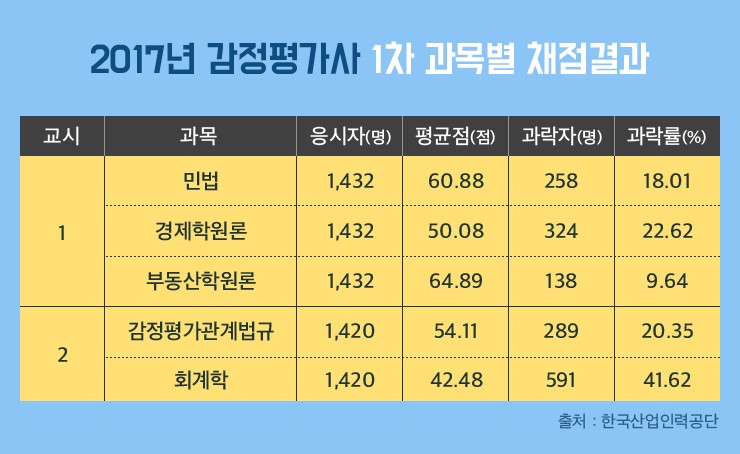 2017년 감정평가사 1차 과목별 채점결과
교시 과목 응시자(명) 평균점(점) 과락자(명) 과락률(%)
1 민법 1,432 60.88 258 18.01
경제학원론 1,432 50.08 324 22.62
부동산학원론 1,432 64.89 138 9.64
2 감정평가관계법규 1,420 54.11 289 20.35
회계학 1,420 42.48 591 41.62
출처 : 한국산업인력공단